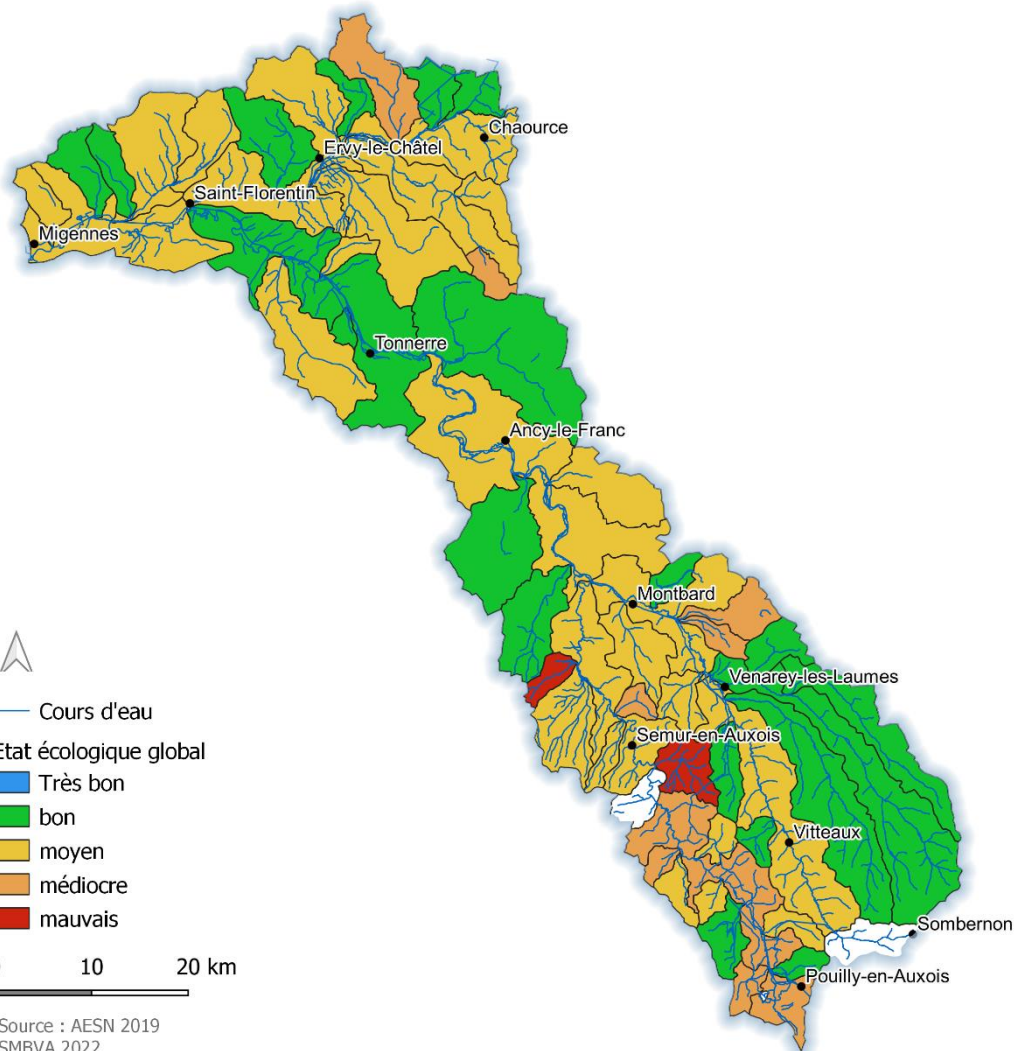 Chaource
Ervy-le-Châtel
Saint-Florentin
Migennes
Tonnerre
Ancy-le-Franc
Montbard
Venarey-les-Laumes
Semur-en-Auxois
Vitteaux
Sombernon
Pouilly-en-Auxois
Cours d'eau
Etat écologique global
Très bon
bon
moyen
médiocre
mauvais
10 20 km
Source : AESN 2019
SMBVA 2022